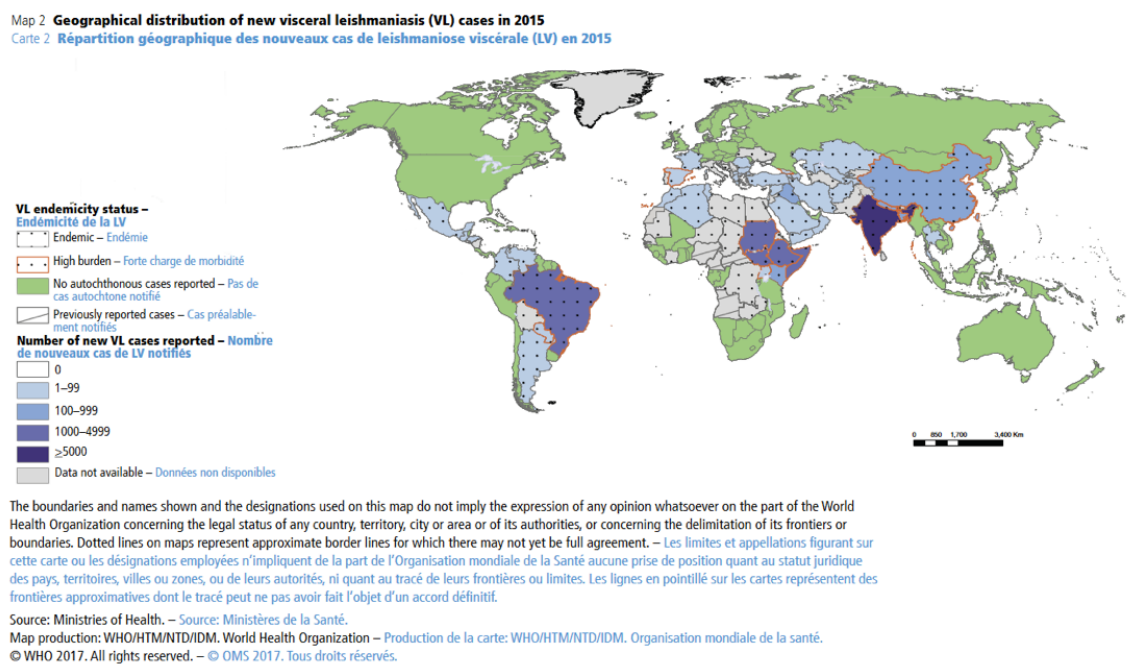 Map 2 Geographical distribution of new visceral leishmaniasis (VL) cases in 2015
Carte 2 Répartition géographique des nouveaux cas de leishmaniose viscérale (LV) en 2015
VL endemicity status –
Endémicité de la LV
Endemic – Endémie
High burden – Forte charge de morbidité
No autochthonous cases reported – Pas de
cas autochtone notifié
Previously reported cases – Cas préalable-
ment notifiés
Number of new VL cases reported – Nombre
de nouveaux cas de LV notifiés
0
1–99
100–999
1000–4999
≥5000
Data not available – Données non disponibles
0 850 1,700 3,400 Km
The boundaries and names shown and the designations used on this map do not imply the expression of any opinion whatsoever on the part of the World
Health Organization concerning the legal status of any country, territory, city or area or of its authorities, or concerning the delimitation of its frontiers or
boundaries. Dotted lines on maps represent approximate border lines for which there may not yet be full agreement. – Les limites et appellations figurant sur
cette carte ou les désignations employées n'impliquent de la part de l'Organisation mondiale de la Santé aucune prise de position quant au statut juridique
des pays, territoires, villes ou zones, ou de leurs autorités, ni quant au tracé de leurs frontières ou limites. Les lignes en pointillé sur les cartes représentent des
frontières approximatives dont le tracé peut ne pas avoir fait l'objet d'un accord définitif.
Source: Ministries of Health. – Source: Ministères de la Santé.
Map production: WHO/HTM/NTD/IDM. World Health Organization – Production de la carte: WHO/HTM/NTD/IDM. Organisation mondiale de la santé.
© WHO 2017. All rights reserved. – © OMS 2017. Tous droits réservés.